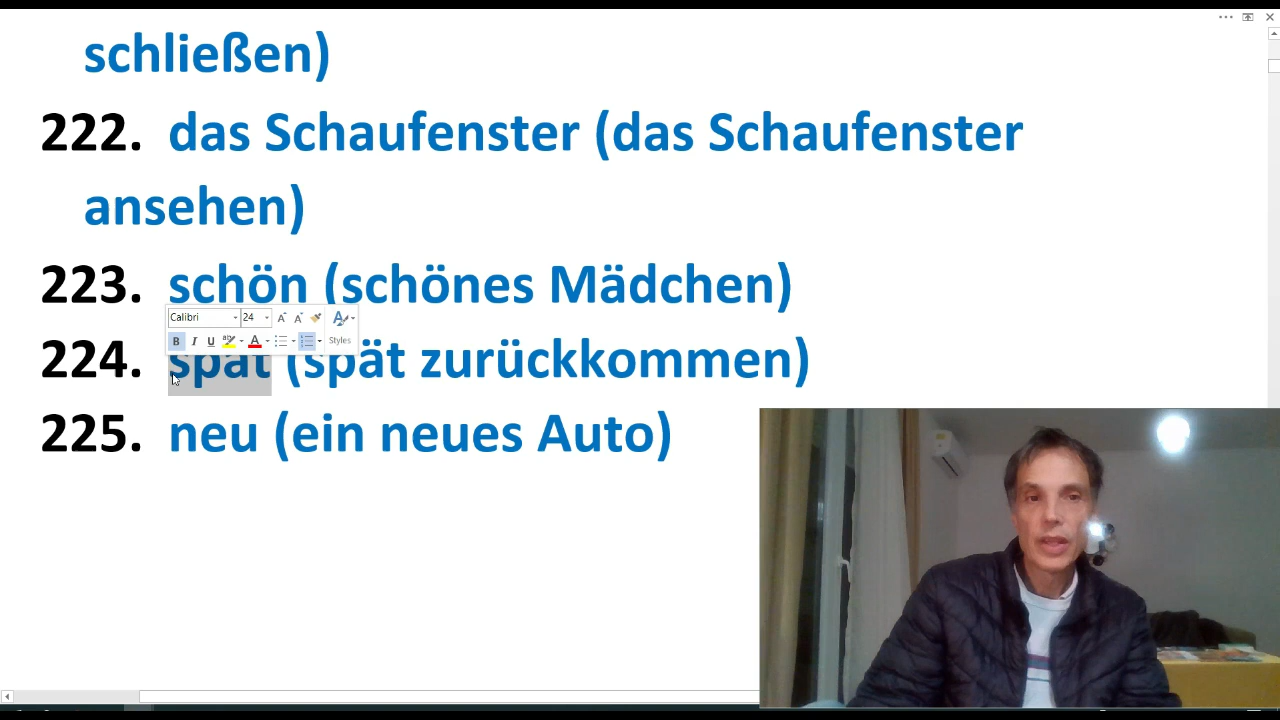 schließen)
222. das Schaufenster (das Schaufenster
ansehen)
223. schön (schönes Mädchen)
Calibri 24
B I U ab A Styles
224. spät (spät zurückkommen)
225. neu (ein neues Auto)